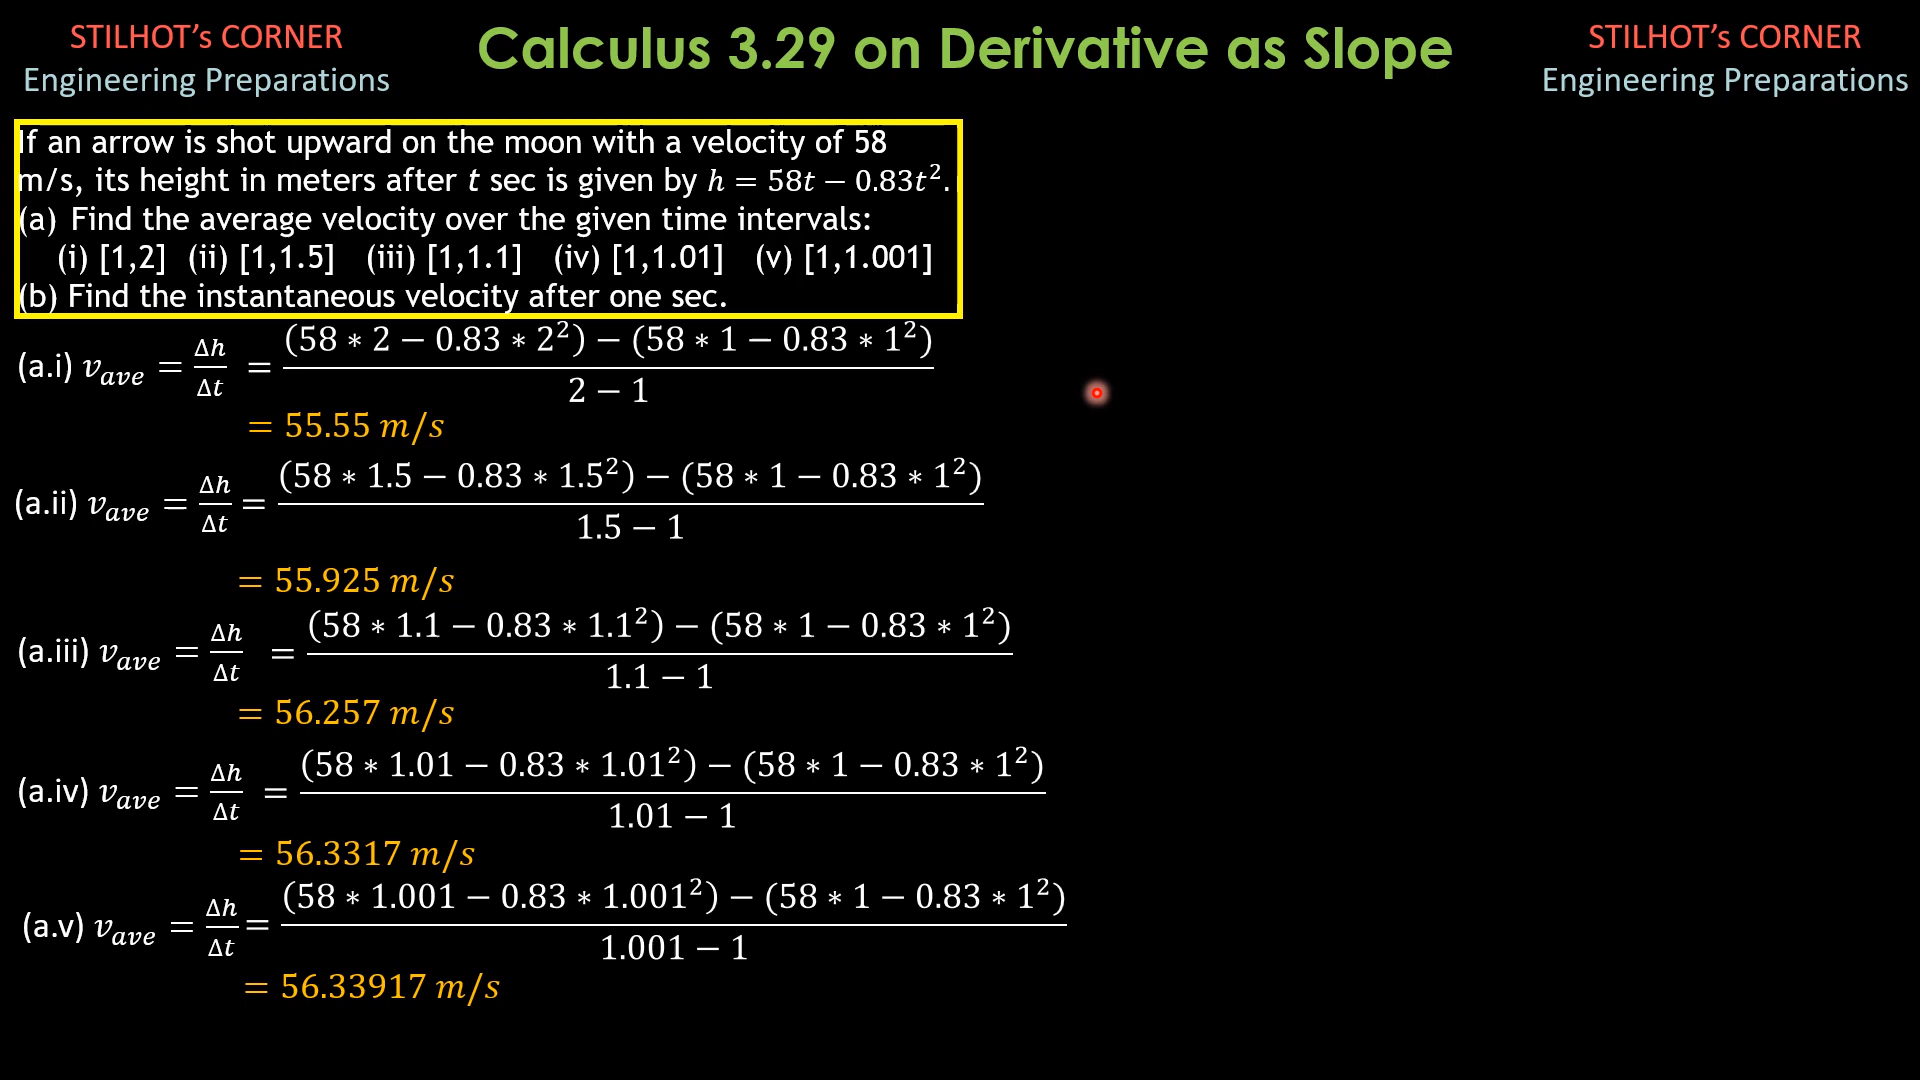 STILHOT’s CORNER
Engineering Preparations
Calculus 3.29 on Derivative as Slope
STILHOT’s CORNER
Engineering Preparations
If an arrow is shot upward on the moon with a velocity of 58
m/s, its height in meters after t sec is given by h = 58t − 0.83t².
(a) Find the average velocity over the given time intervals:
(i) [1,2] (ii) [1,1.5] (iii) [1,1.1] (iv) [1,1.01] (v) [1,1.001]
(b) Find the instantaneous velocity after one sec.
(a.i) v_ave = Δh/Δt = ((58 ∗ 2 − 0.83 ∗ 2²) − (58 ∗ 1 − 0.83 ∗ 1²))/(2 − 1)
= 55.55 m/s
(a.ii) v_ave = Δh/Δt = ((58 ∗ 1.5 − 0.83 ∗ 1.5²) − (58 ∗ 1 − 0.83 ∗ 1²))/(1.5 − 1)
= 55.925 m/s
(a.iii) v_ave = Δh/Δt = ((58 ∗ 1.1 − 0.83 ∗ 1.1²) − (58 ∗ 1 − 0.83 ∗ 1²))/(1.1 − 1)
= 56.257 m/s
(a.iv) v_ave = Δh/Δt = ((58 ∗ 1.01 − 0.83 ∗ 1.01²) − (58 ∗ 1 − 0.83 ∗ 1²))/(1.01 − 1)
= 56.3317 m/s
(a.v) v_ave = Δh/Δt = ((58 ∗ 1.001 − 0.83 ∗ 1.001²) − (58 ∗ 1 − 0.83 ∗ 1²))/(1.001 − 1)
= 56.33917 m/s